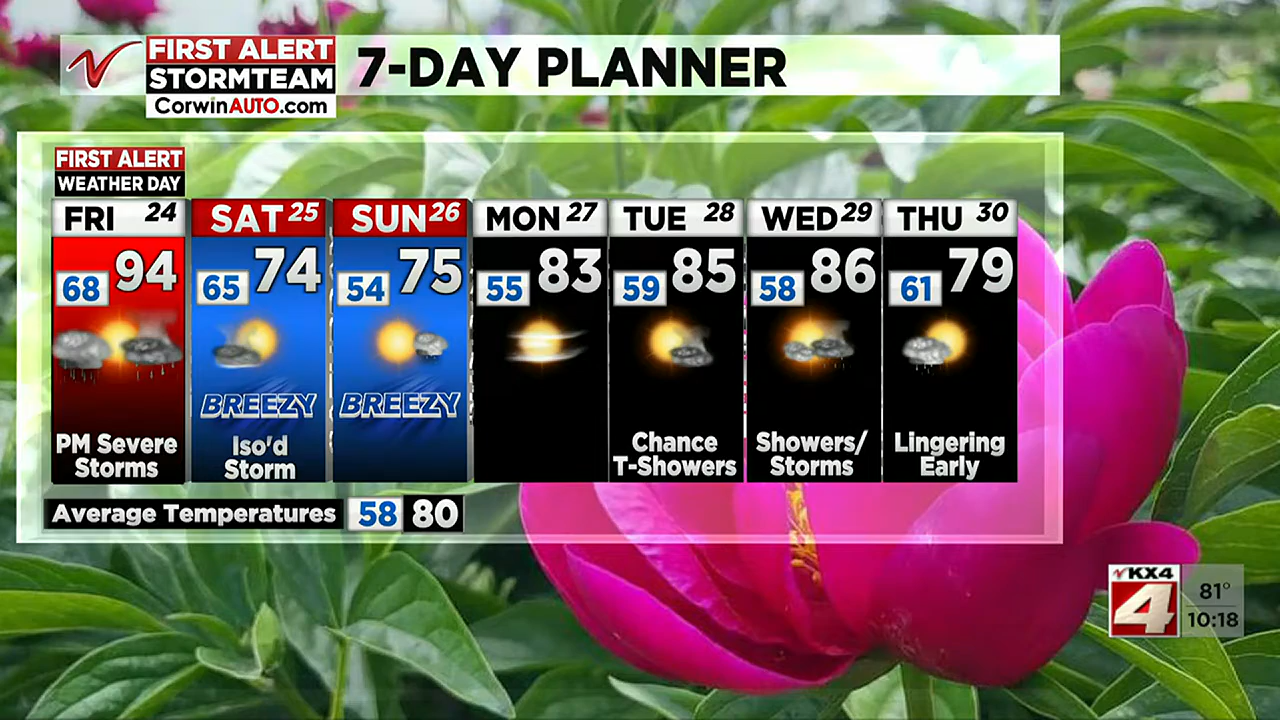 FIRST ALERT
STORMTEAM
CorwinAUTO.com
7-DAY PLANNER
FIRST ALERT
WEATHER DAY
FRI 24
68 94
PM Severe
Storms
SAT 25
65 74
BREEZY
Iso'd
Storm
SUN 26
54 75
BREEZY
MON 27
55 83
TUE 28
59 85
Chance
T-Showers
WED 29
58 86
Showers/
Storms
THU 30
61 79
Lingering
Early
Average Temperatures 58 80
KX4
4
81°
10:18